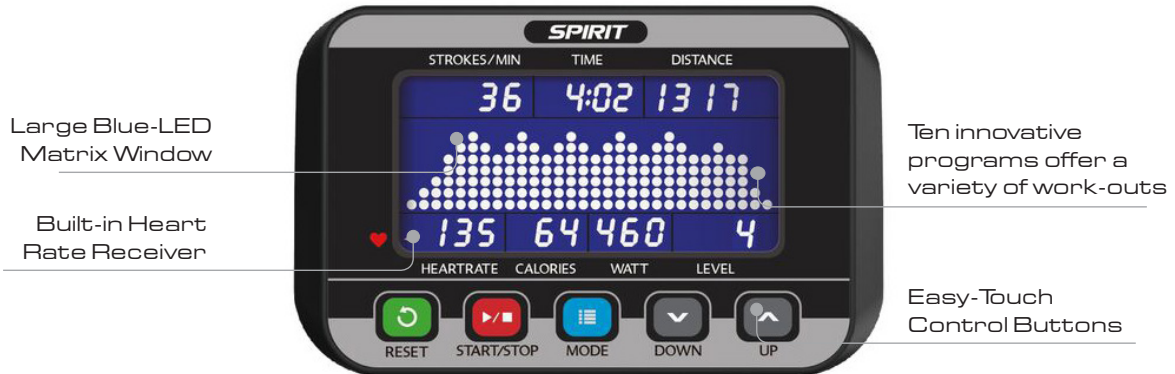 SPIRIT
STROKES/MIN TIME DISTANCE
36 4:02 1317
Large Blue-LED
Matrix Window
Ten innovative
programs offer a
variety of work-outs
Built-in Heart
Rate Receiver
135 64 460 4
HEARTRATE CALORIES WATT LEVEL
Easy-Touch
Control Buttons
RESET START/STOP MODE DOWN UP